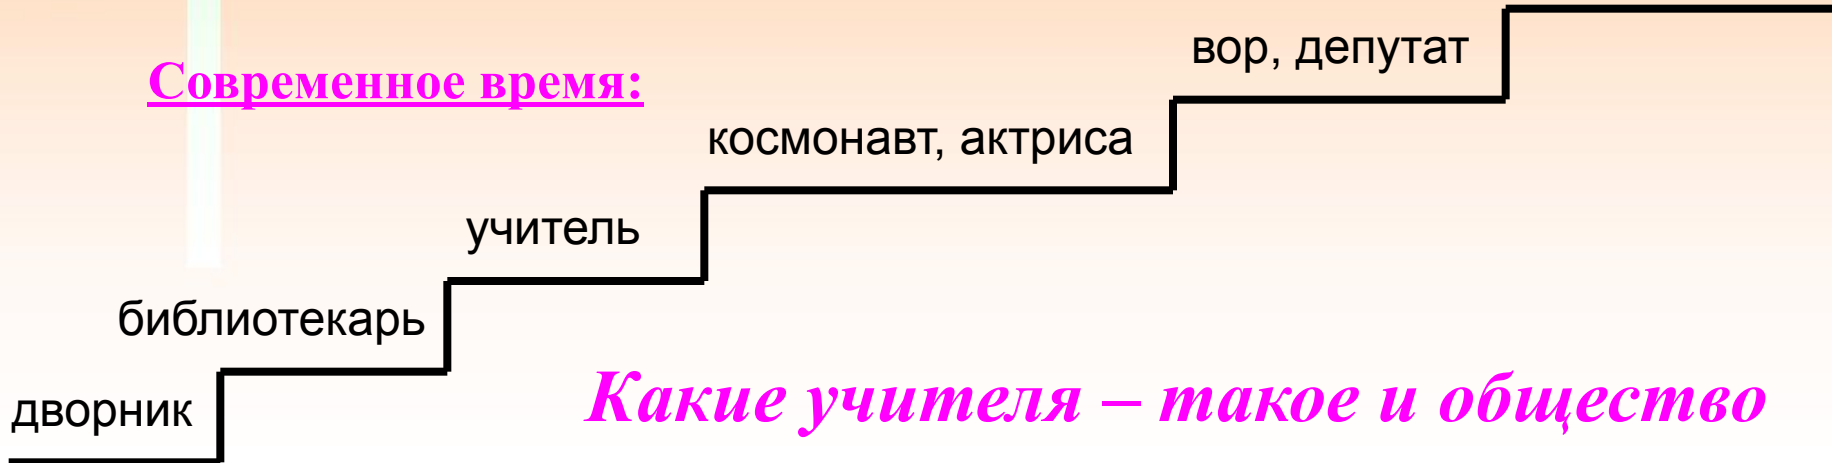 вор, депутат
Современное время:
космонавт, актриса
учитель
библиотекарь
Какие учителя – такое и общество
дворник